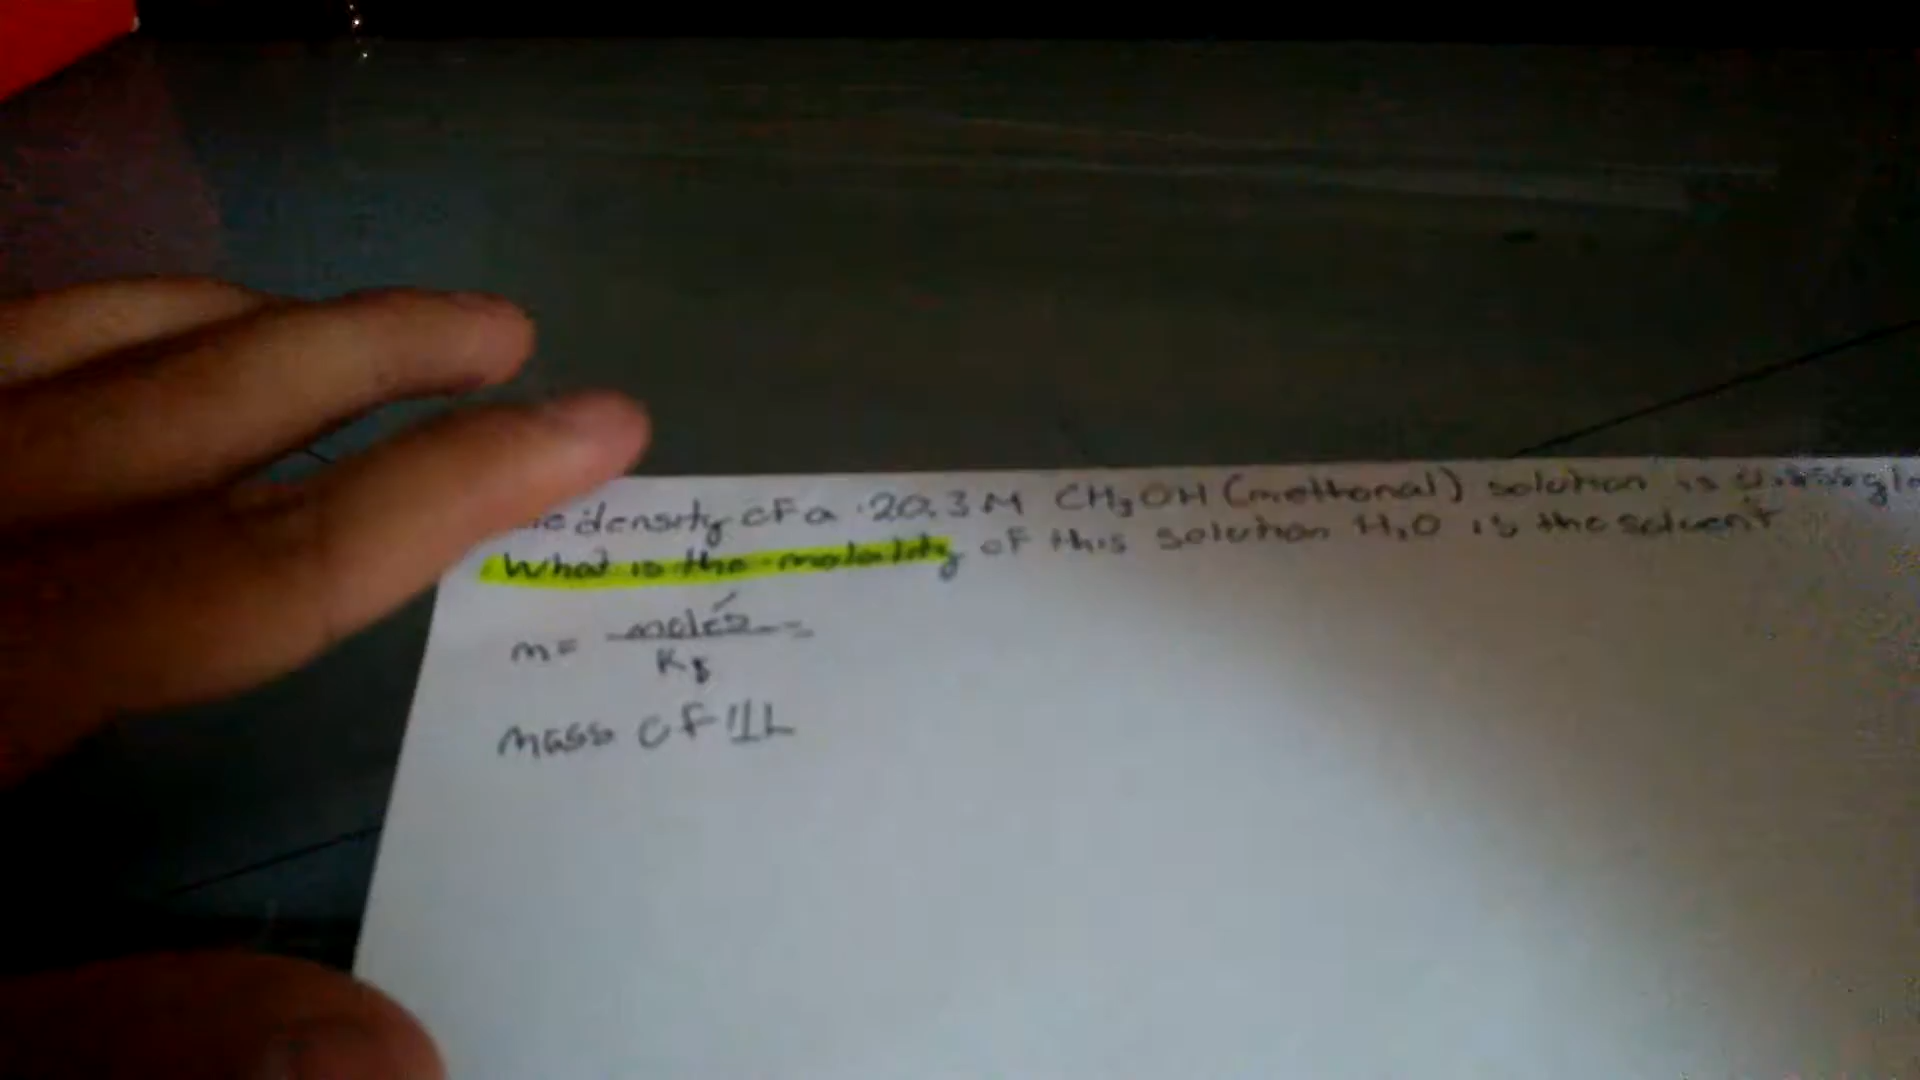 density of a 20.3 M CH3OH (methonal) solution is
What is the molality of this solution H2O is the solvent
m = moles =
Kg
mass of 1L